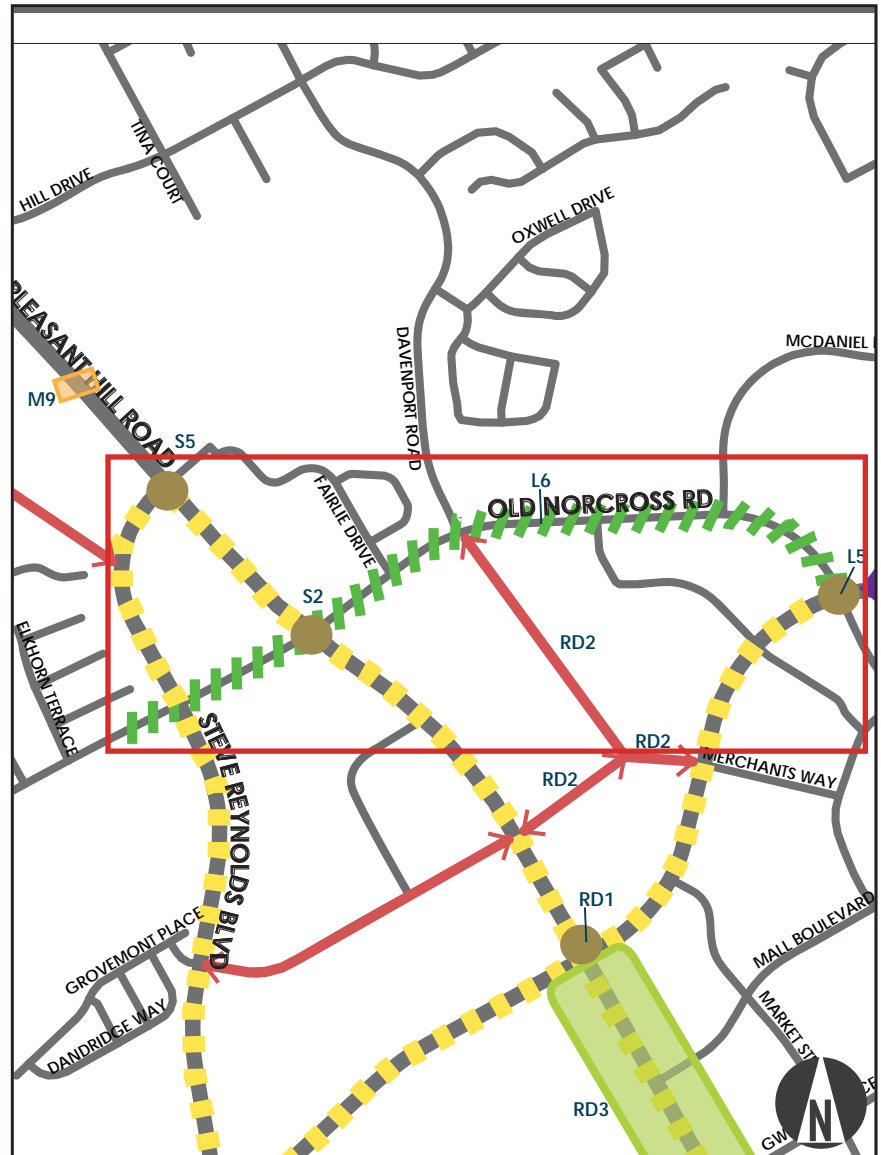 TINA COURT
HILL DRIVE
OXWELL DRIVE
PLEASANT HILL ROAD
DAVENPORT ROAD
MCDANIEL
M9
S5
L6
OLD NORCROSS RD
FAIRLIE DRIVE
L5
S2
ELKHORN TERRACE
RD2
STEVE REYNOLDS BLVD
RD2
MERCHANTS WAY
RD2
RD1
MALL BOULEVARD
GROVEMONT PLACE
MARKET ST
DANDRIDGE WAY
RD3
N